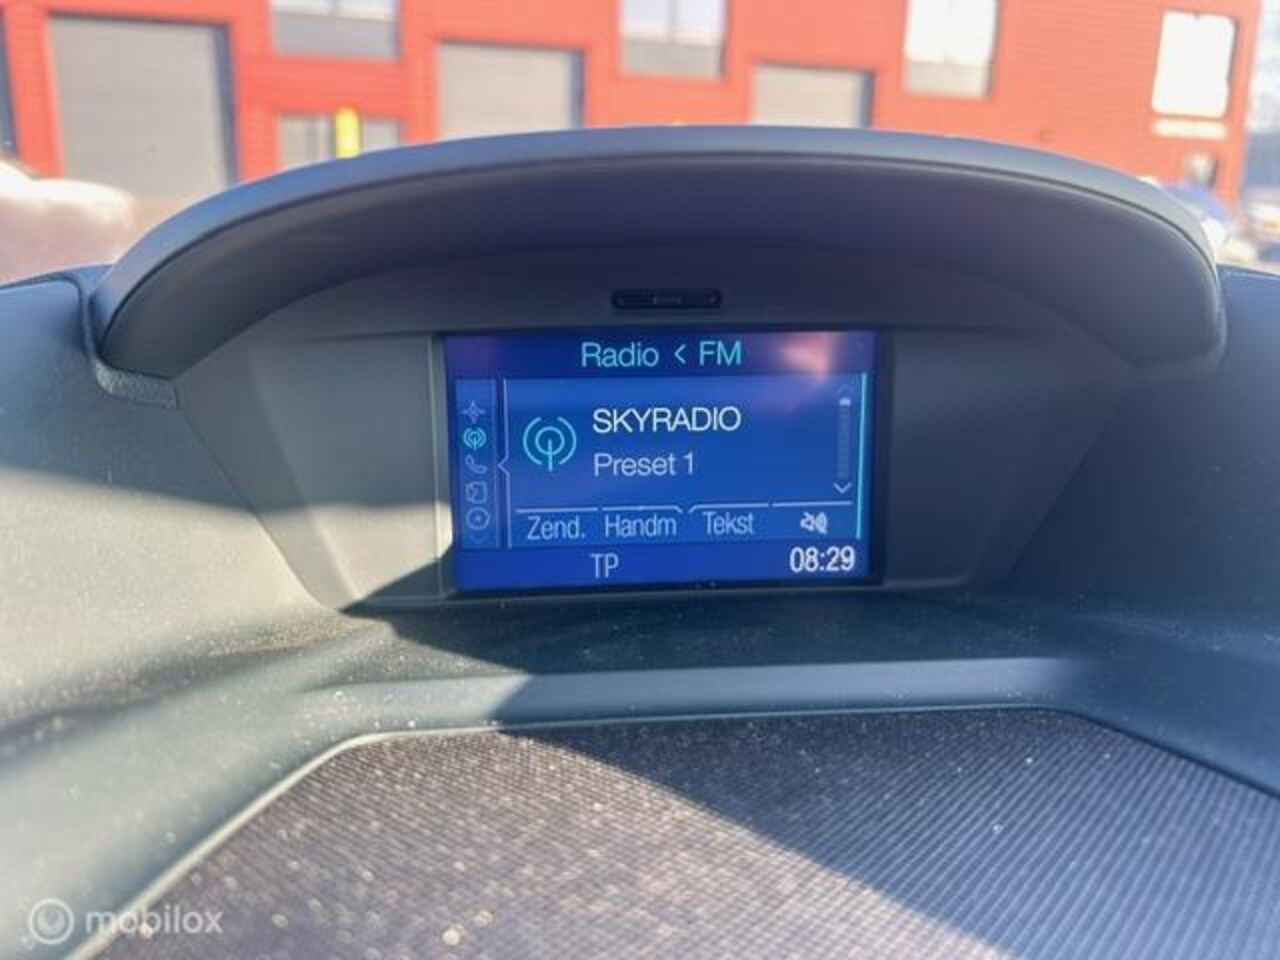 Radio < FM
SKYRADIO
Preset 1
Zend. Handm Tekst
TP 08:29
mobilox